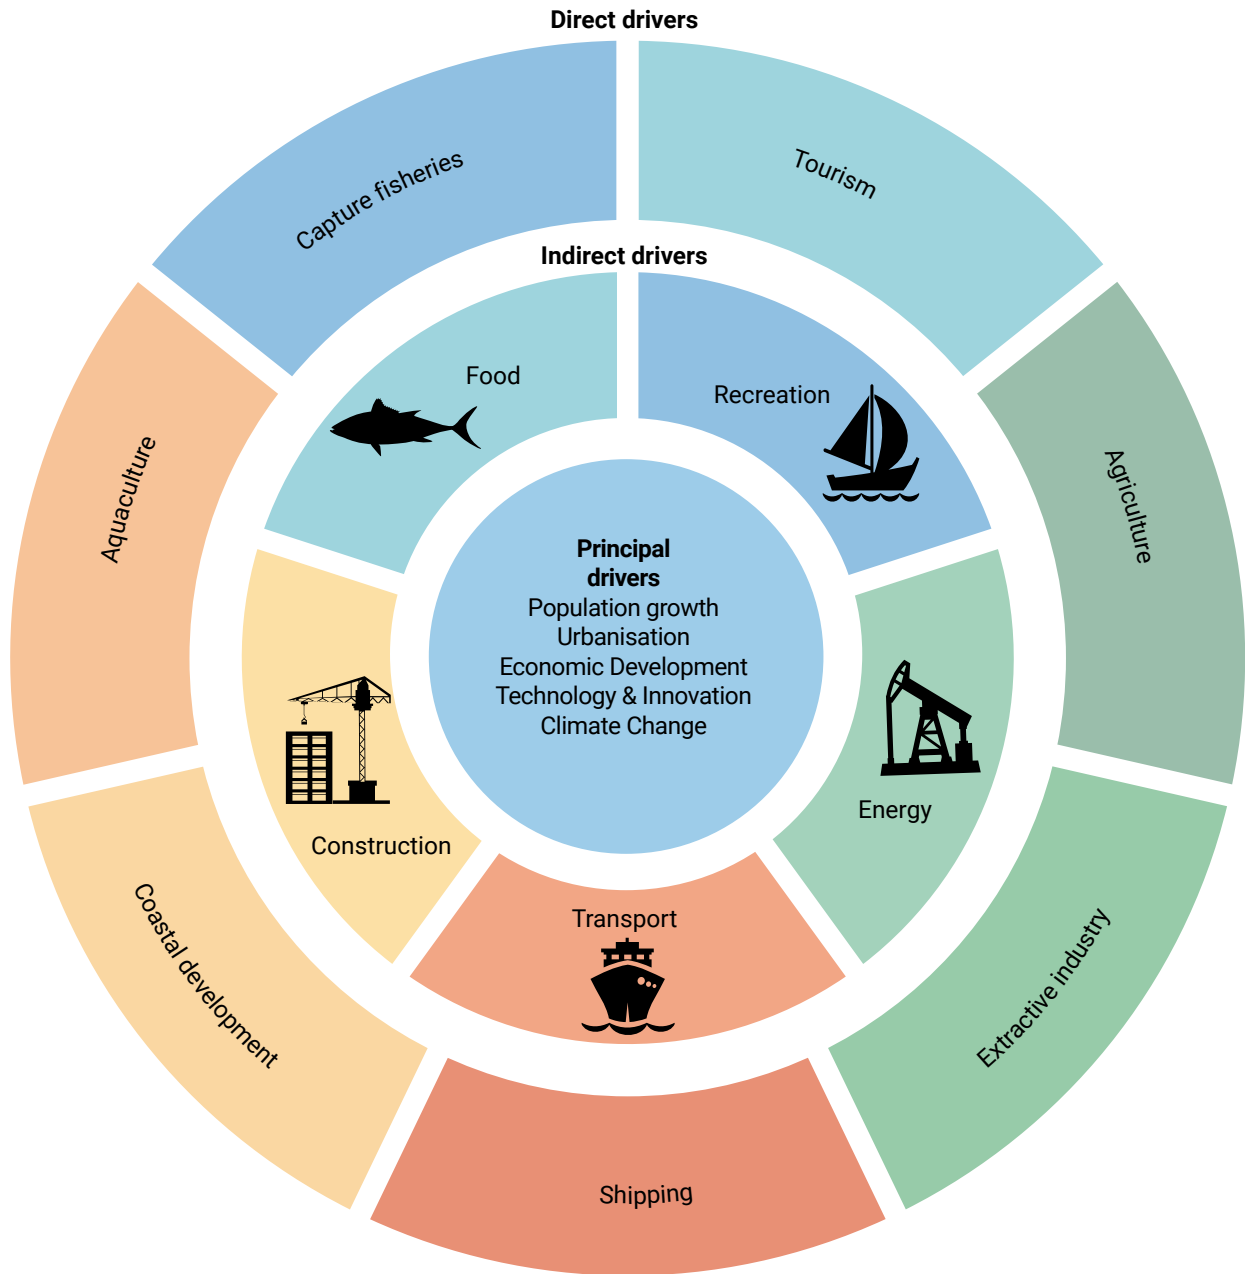 Direct drivers
Capture fisheries
Tourism
Aquaculture
Agriculture
Coastal development
Extractive industry
Shipping
Indirect drivers
Food
Recreation
Construction
Energy
Transport
Principal
drivers
Population growth
Urbanisation
Economic Development
Technology & Innovation
Climate Change